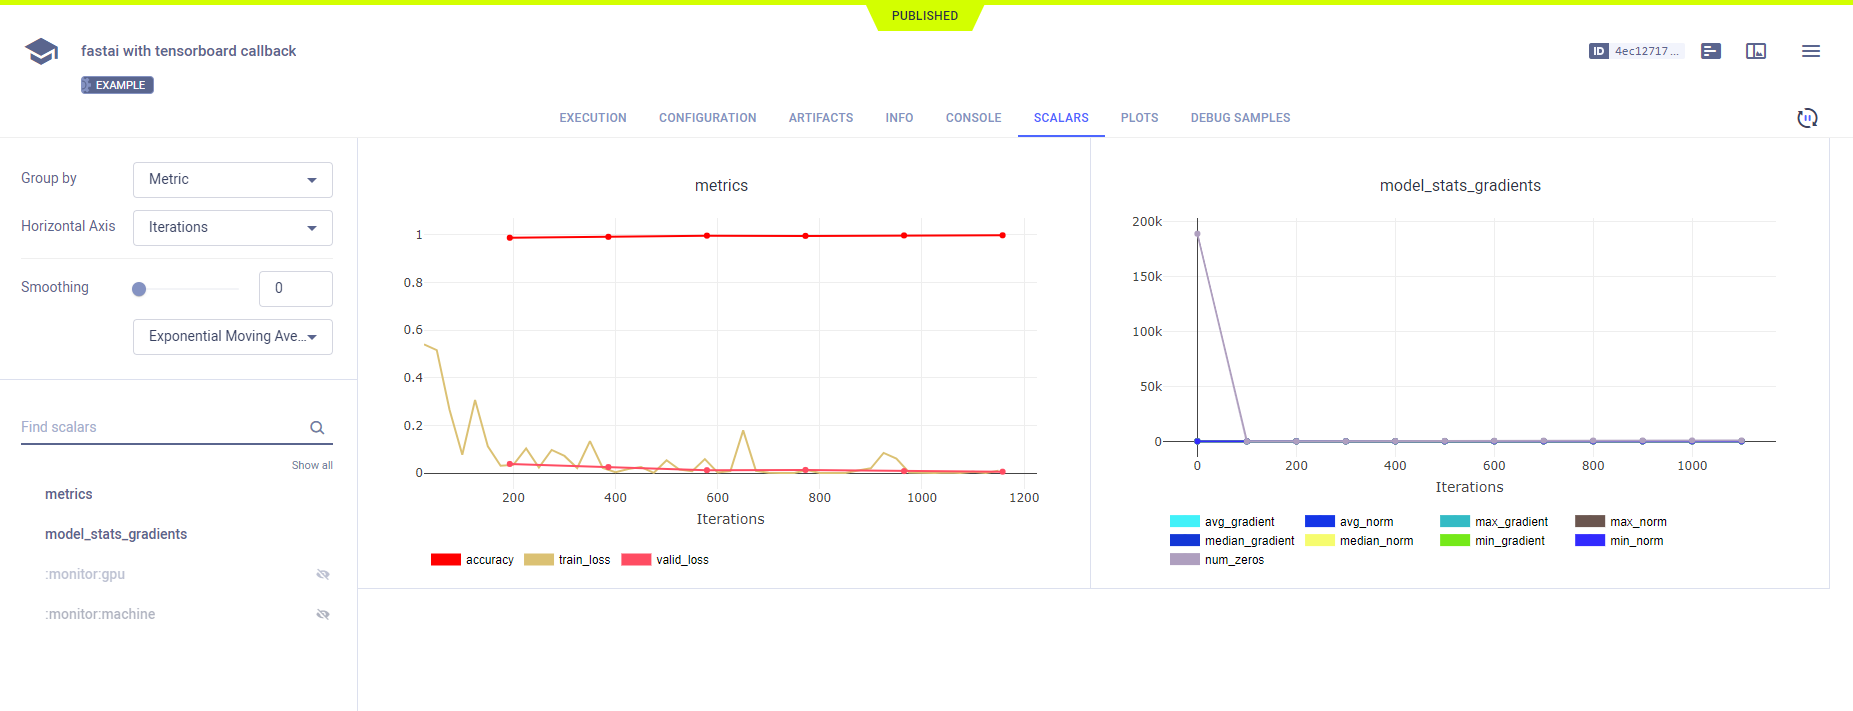 PUBLISHED
fastai with tensorboard callback
ID 4ec12717 ...
EXAMPLE
EXECUTION CONFIGURATION ARTIFACTS INFO CONSOLE SCALARS PLOTS DEBUG SAMPLES
Group by
Metric
Horizontal Axis
Iterations
Smoothing
0
Exponential Moving Ave...
Find scalars
Show all
metrics
model_stats_gradients
:monitor:gpu
:monitor:machine
metrics
1
0.8
0.6
0.4
0.2
0
200 400 600 800 1000 1200
Iterations
accuracy train_loss valid_loss
model_stats_gradients
200k
150k
100k
50k
0
0 200 400 600 800 1000
Iterations
avg_gradient avg_norm max_gradient max_norm
median_gradient median_norm min_gradient min_norm
num_zeros